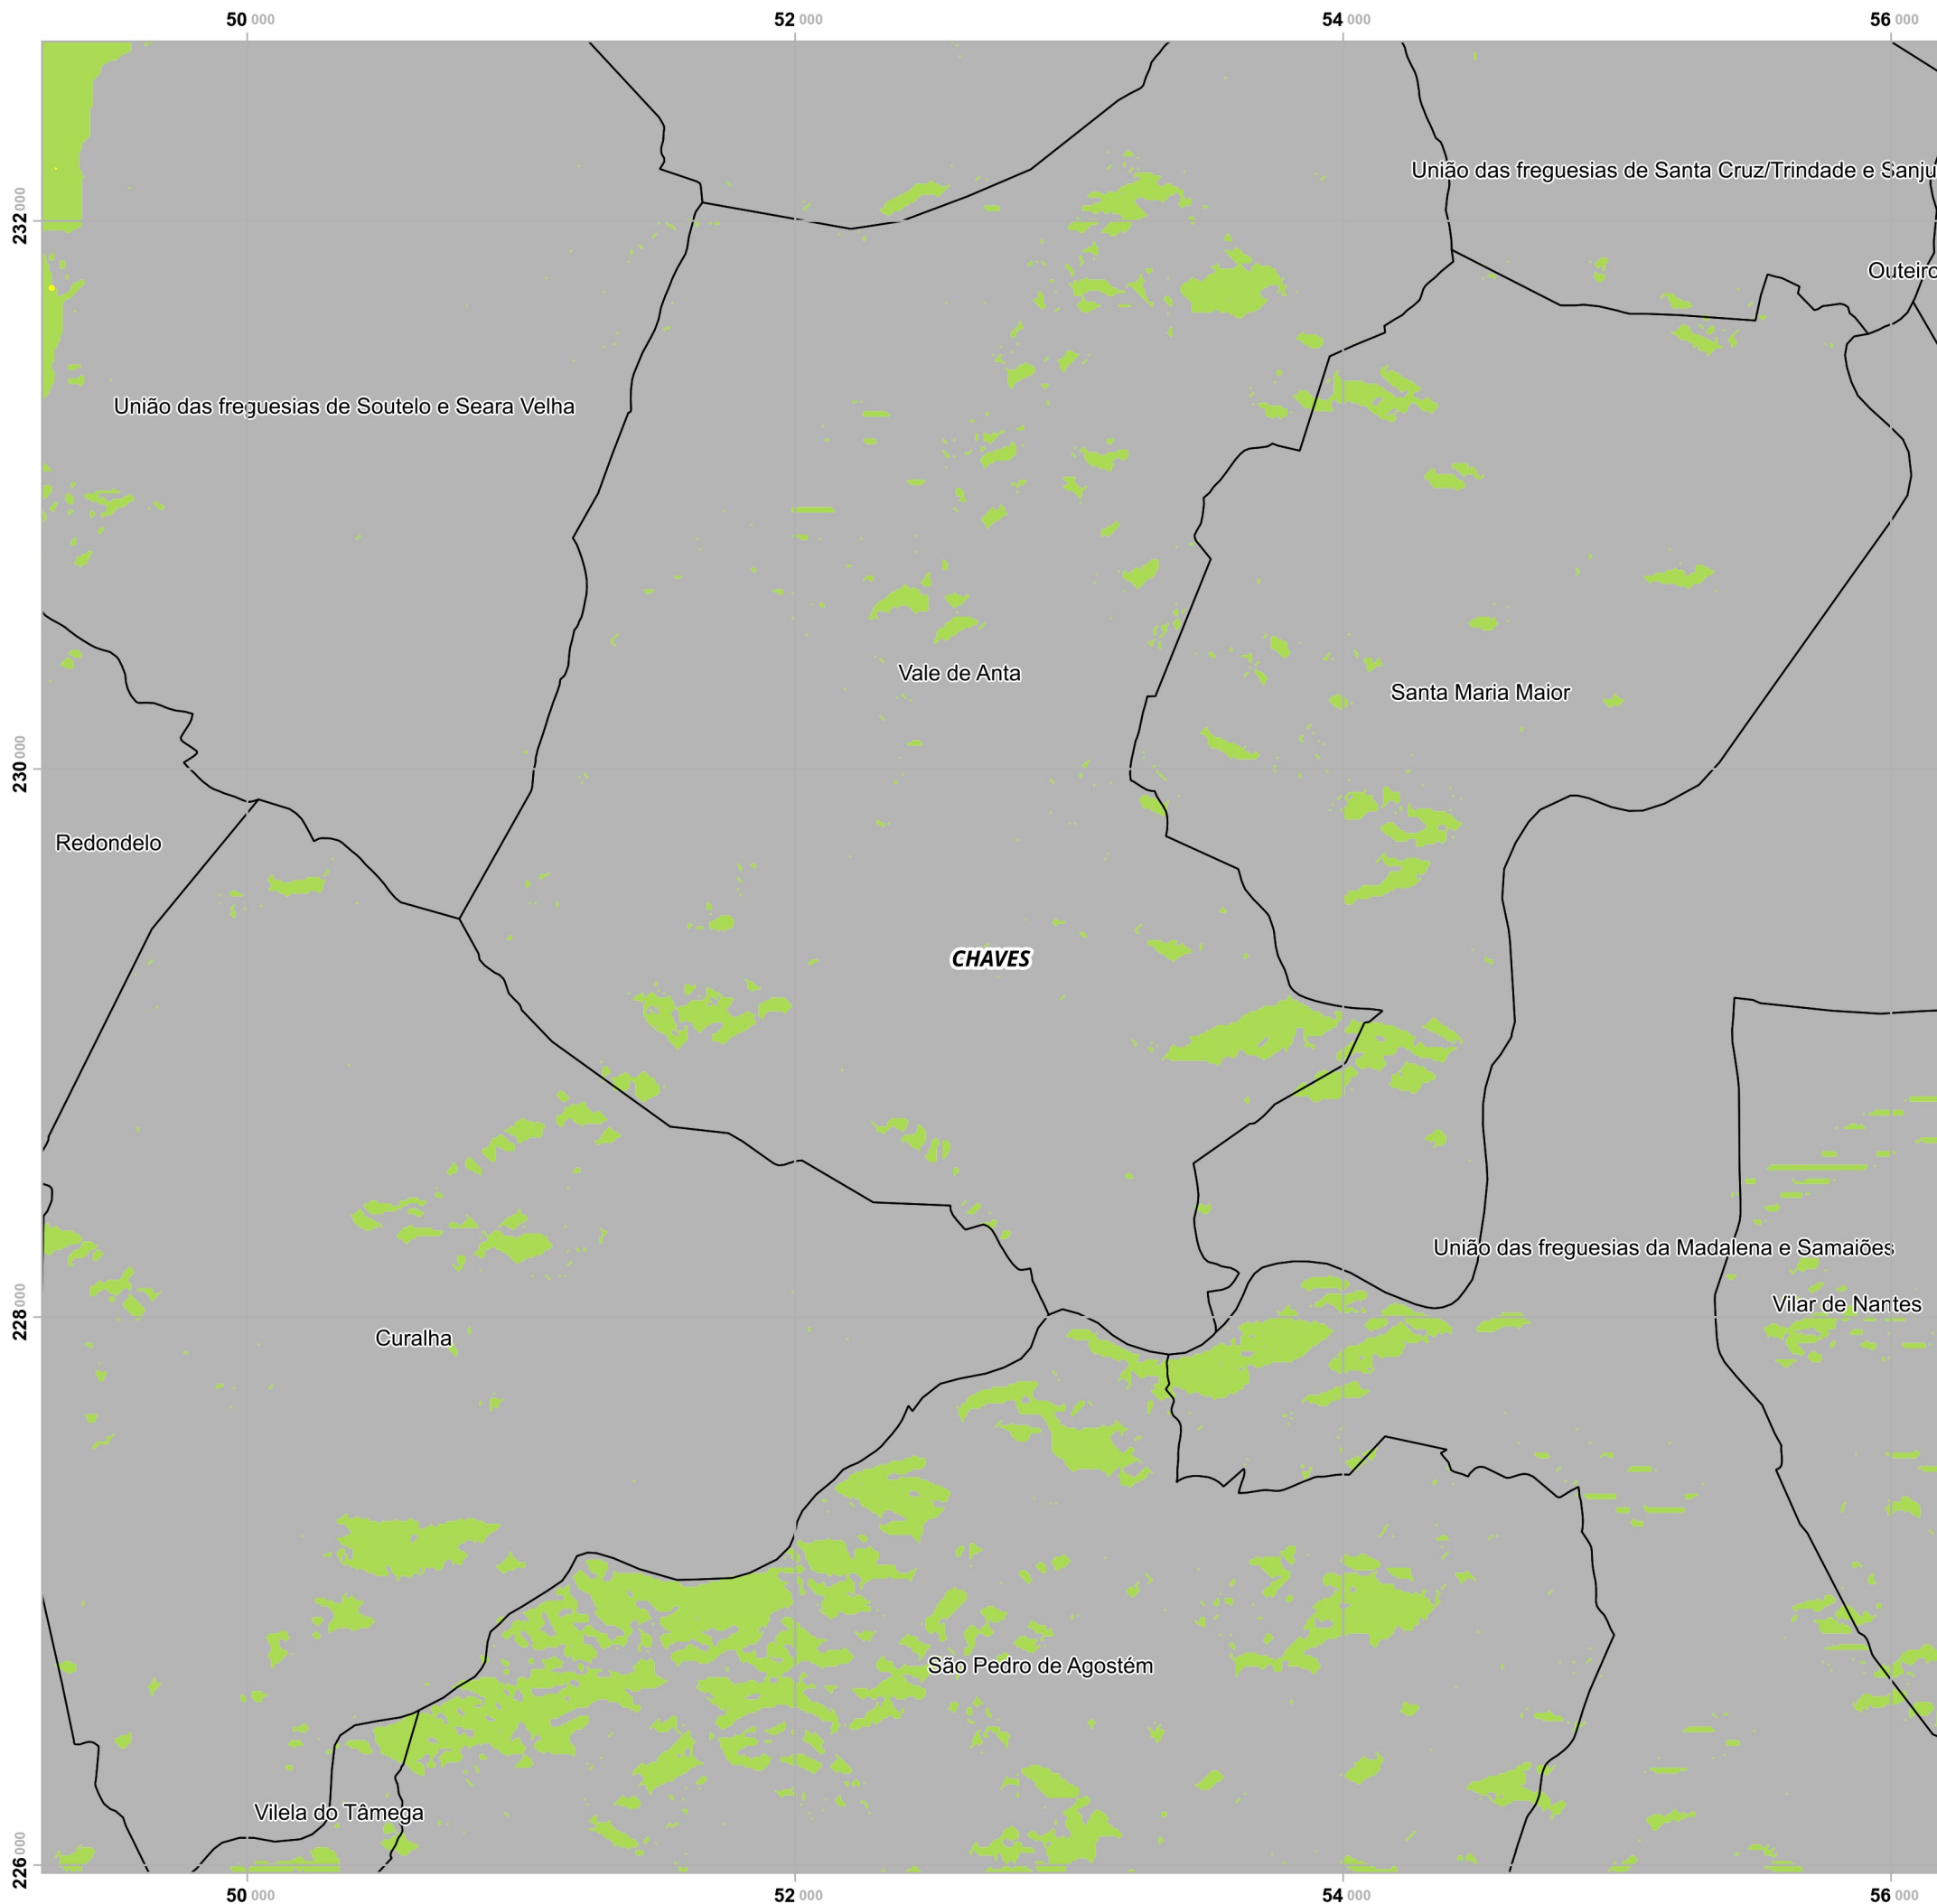 50 000
52 000
54 000
56 000
União das freguesias de Santa Cruz/Trindade e Sanju
232 000
Outeiro
União das freguesias de Soutelo e Seara Velha
Vale de Anta
Santa Maria Maior
230 000
Redondelo
CHAVES
União das freguesias da Madalena e Samaiões
228 000
Vilar de Nantes
Curalha
São Pedro de Agostém
Vilela do Tâmega
226 000
50 000
52 000
54 000
56 000